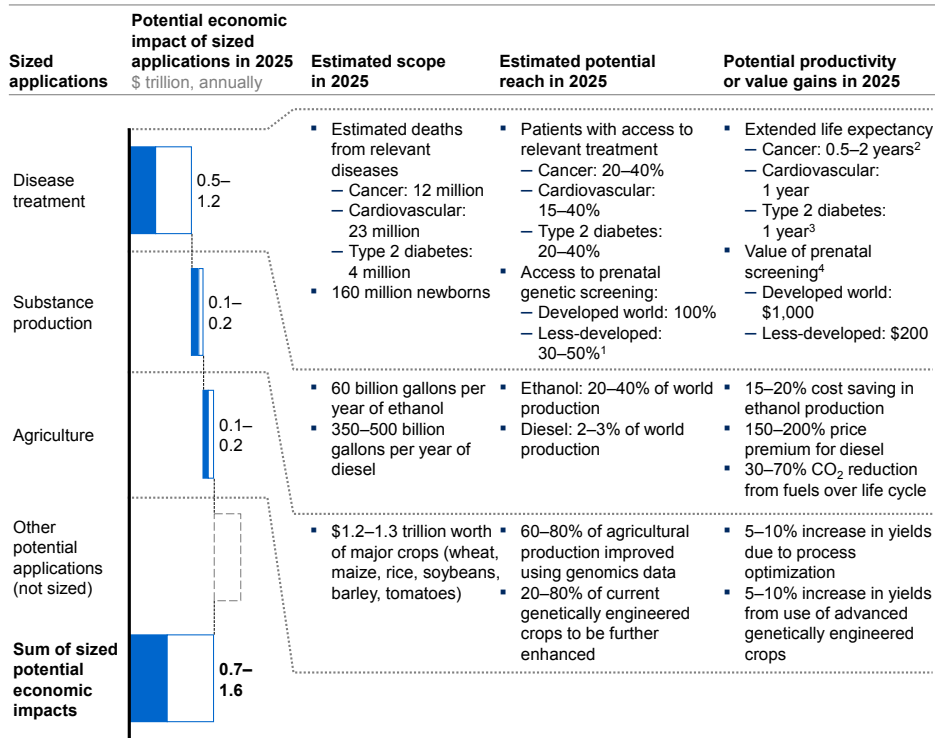 Sized
applications
Potential economic
impact of sized
applications in 2025
$ trillion, annually
Estimated scope
in 2025
Estimated potential
reach in 2025
Potential productivity
or value gains in 2025
Disease
treatment
0.5–
1.2
▪ Estimated deaths
from relevant
diseases
– Cancer: 12 million
– Cardiovascular:
23 million
– Type 2 diabetes:
4 million
▪ 160 million newborns
▪ Patients with access to
relevant treatment
– Cancer: 20–40%
– Cardiovascular:
15–40%
– Type 2 diabetes:
20–40%
▪ Access to prenatal
genetic screening:
– Developed world: 100%
– Less-developed:
30–50%¹
▪ Extended life expectancy
– Cancer: 0.5–2 years²
– Cardiovascular:
1 year
– Type 2 diabetes:
1 year³
▪ Value of prenatal
screening⁴
– Developed world:
$1,000
– Less-developed: $200
Substance
production
0.1–
0.2
▪ 60 billion gallons per
year of ethanol
▪ 350–500 billion
gallons per year of
diesel
▪ Ethanol: 20–40% of world
production
▪ Diesel: 2–3% of world
production
▪ 15–20% cost saving in
ethanol production
▪ 150–200% price
premium for diesel
▪ 30–70% CO₂ reduction
from fuels over life cycle
Agriculture
0.1–
0.2
▪ $1.2–1.3 trillion worth
of major crops (wheat,
maize, rice, soybeans,
barley, tomatoes)
▪ 60–80% of agricultural
production improved
using genomics data
▪ 20–80% of current
genetically engineered
crops to be further
enhanced
▪ 5–10% increase in yields
due to process
optimization
▪ 5–10% increase in yields
from use of advanced
genetically engineered
crops
Other
potential
applications
(not sized)
Sum of sized
potential
economic
impacts
0.7–
1.6